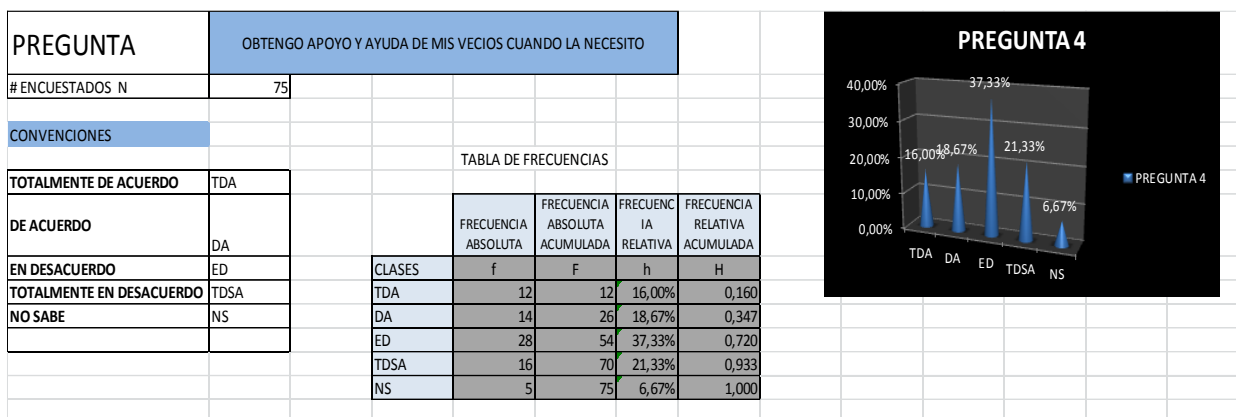 PREGUNTA
OBTENGO APOYO Y AYUDA DE MIS VECIOS CUANDO LA NECESITO
# ENCUESTADOS N 75
CONVENCIONES
TOTALMENTE DE ACUERDO TDA
DE ACUERDO DA
EN DESACUERDO ED
TOTALMENTE EN DESACUERDO TDSA
NO SABE NS
TABLA DE FRECUENCIAS
FRECUENCIA
ABSOLUTA
FRECUENCIA
ABSOLUTA
ACUMULADA
FRECUENC
IA
RELATIVA
FRECUENCIA
RELATIVA
ACUMULADA
CLASES f F h H
TDA 12 12 16,00% 0,160
DA 14 26 18,67% 0,347
ED 28 54 37,33% 0,720
TDSA 16 70 21,33% 0,933
NS 5 75 6,67% 1,000
PREGUNTA 4
40,00%
30,00%
20,00%
10,00%
0,00%
16,00%
18,67%
37,33%
21,33%
6,67%
TDA DA ED TDSA NS
PREGUNTA 4